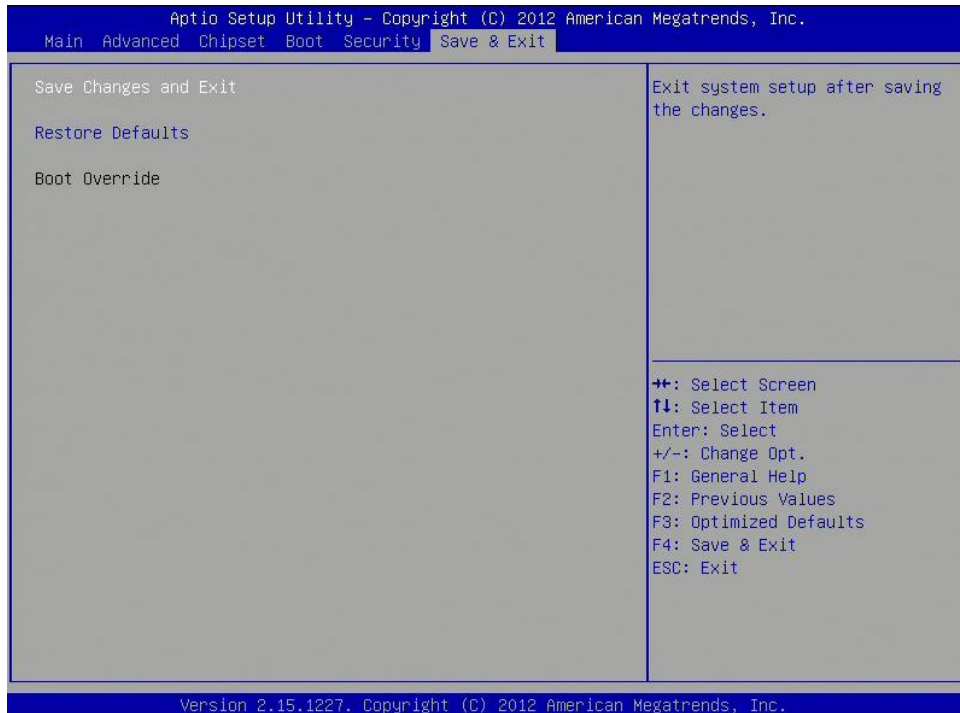 Aptio Setup Utility – Copyright (C) 2012 American Megatrends, Inc.
Main Advanced Chipset Boot Security Save & Exit
Save Changes and Exit
Restore Defaults
Boot Override
Exit system setup after saving
the changes.
→←: Select Screen
↑↓: Select Item
Enter: Select
+/-: Change Opt.
F1: General Help
F2: Previous Values
F3: Optimized Defaults
F4: Save & Exit
ESC: Exit
Version 2.15.1227. Copyright (C) 2012 American Megatrends, Inc.